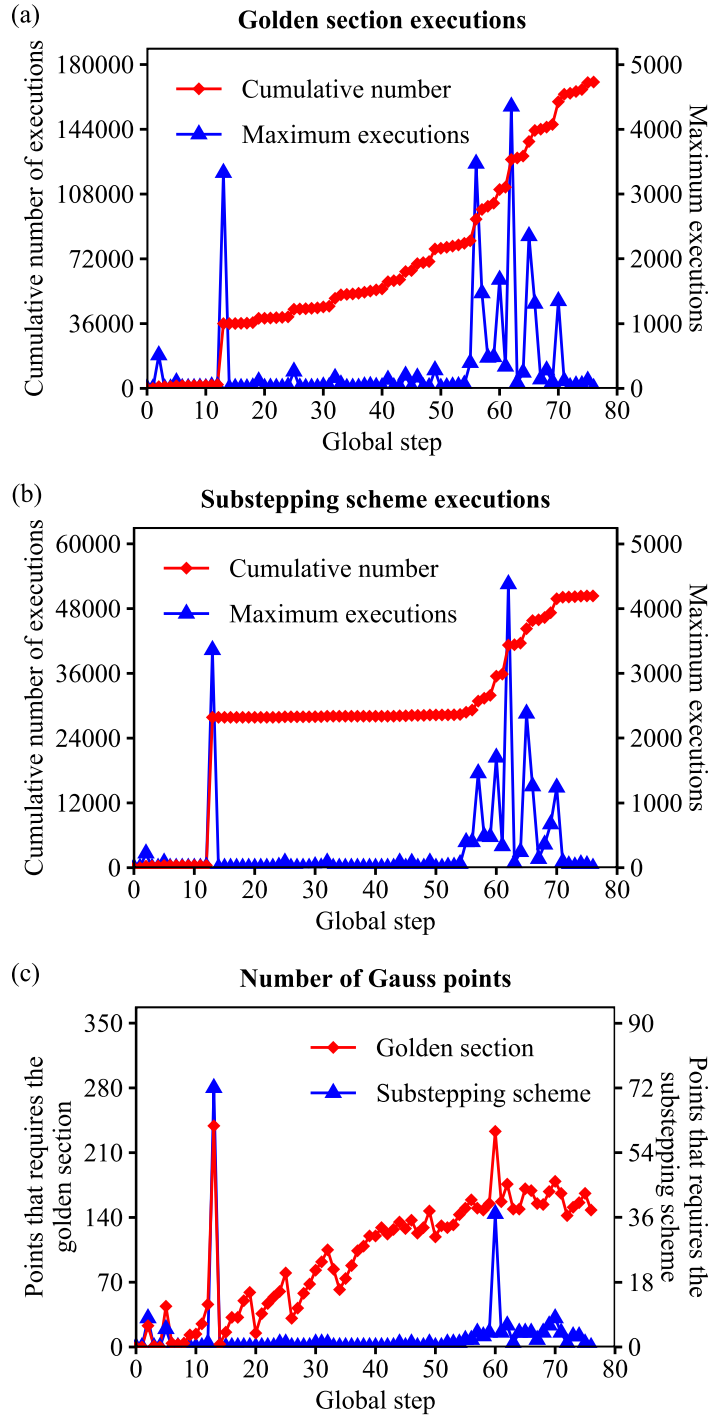 (a)
Golden section executions
Cumulative number of executions
180000
144000
108000
72000
36000
0
Cumulative number
Maximum executions
5000
4000
3000
2000
1000
0
Maximum
executions
0 10 20 30 40 50 60 70 80
Global step
(b)
Substepping scheme executions
Cumulative number of executions
60000
48000
36000
24000
12000
0
Cumulative number
Maximum executions
5000
4000
3000
2000
1000
0
Maximum
executions
0 10 20 30 40 50 60 70 80
Global step
(c)
Number of Gauss points
Points that requires the
golden section
350
280
210
140
70
0
Golden section
Substepping scheme
90
72
54
36
18
0
Points that requires the
substepping scheme
0 10 20 30 40 50 60 70 80
Global step